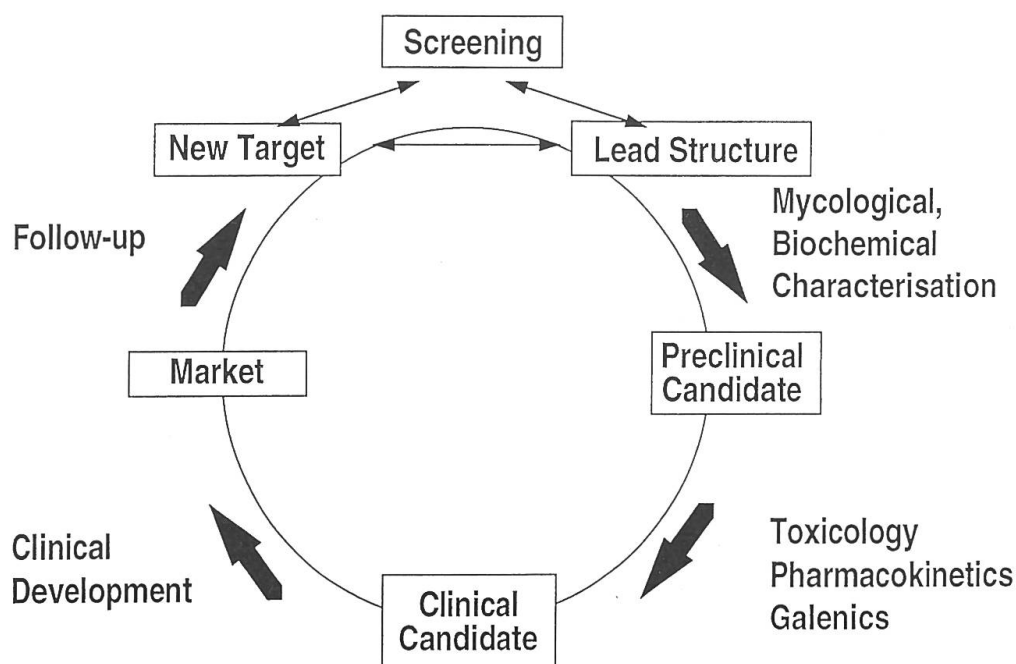 Screening
New Target
Lead Structure
Follow-up
Mycological,
Biochemical
Characterisation
Market
Preclinical
Candidate
Clinical
Development
Toxicology
Pharmacokinetics
Galenics
Clinical
Candidate